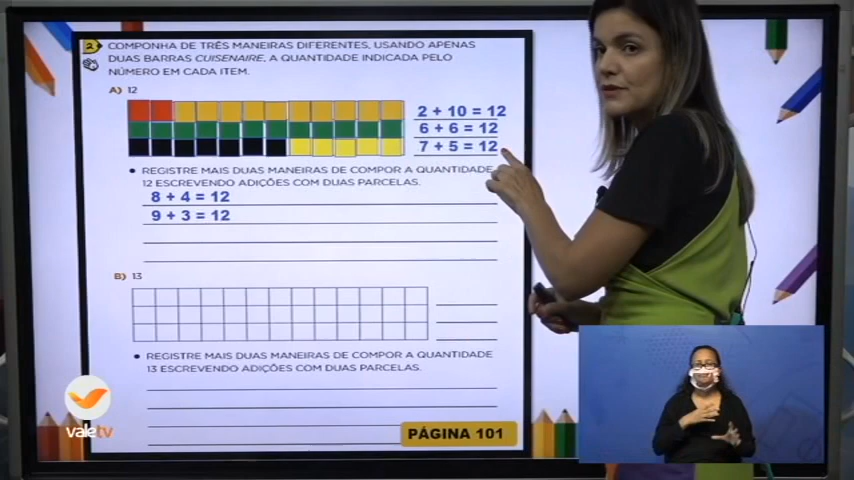 2 COMPONHA DE TRÊS MANEIRAS DIFERENTES, USANDO APENAS
DUAS BARRAS CUISENAIRE, A QUANTIDADE INDICADA PELO
NÚMERO EM CADA ITEM.
A) 12
2 + 10 = 12
6 + 6 = 12
7 + 5 = 12
• REGISTRE MAIS DUAS MANEIRAS DE COMPOR A QUANTIDADE
12 ESCREVENDO ADIÇÕES COM DUAS PARCELAS.
8 + 4 = 12
9 + 3 = 12
B) 13
• REGISTRE MAIS DUAS MANEIRAS DE COMPOR A QUANTIDADE
13 ESCREVENDO ADIÇÕES COM DUAS PARCELAS.
PÁGINA 101
valetv